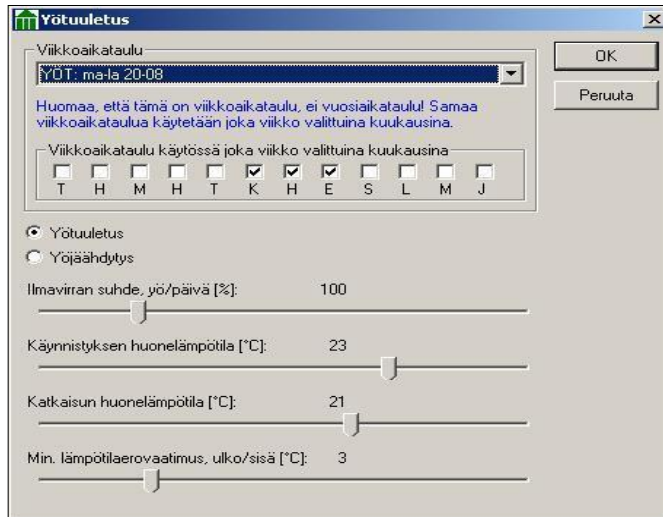 Yötuuletus
Viikkoaikataulu
YÖT: ma-la 20-08
OK
Peruuta
Huomaa, että tämä on viikkoaikataulu, ei vuosiaikataulu! Samaa
viikkoaikataulua käytetään joka viikko valittuina kuukausina.
Viikkoaikataulu käytössä joka viikko valittuina kuukausina
T H M H T K H E S L M J
Yötuuletus
Yöjäähdytys
Ilmavirran suhde, yö/päivä [%]: 100
Käynnistyksen huonelämpötila [°C]: 23
Katkaisun huonelämpötila [°C]: 21
Min. lämpötilaerovaatimus, ulko/sisä [°C]: 3